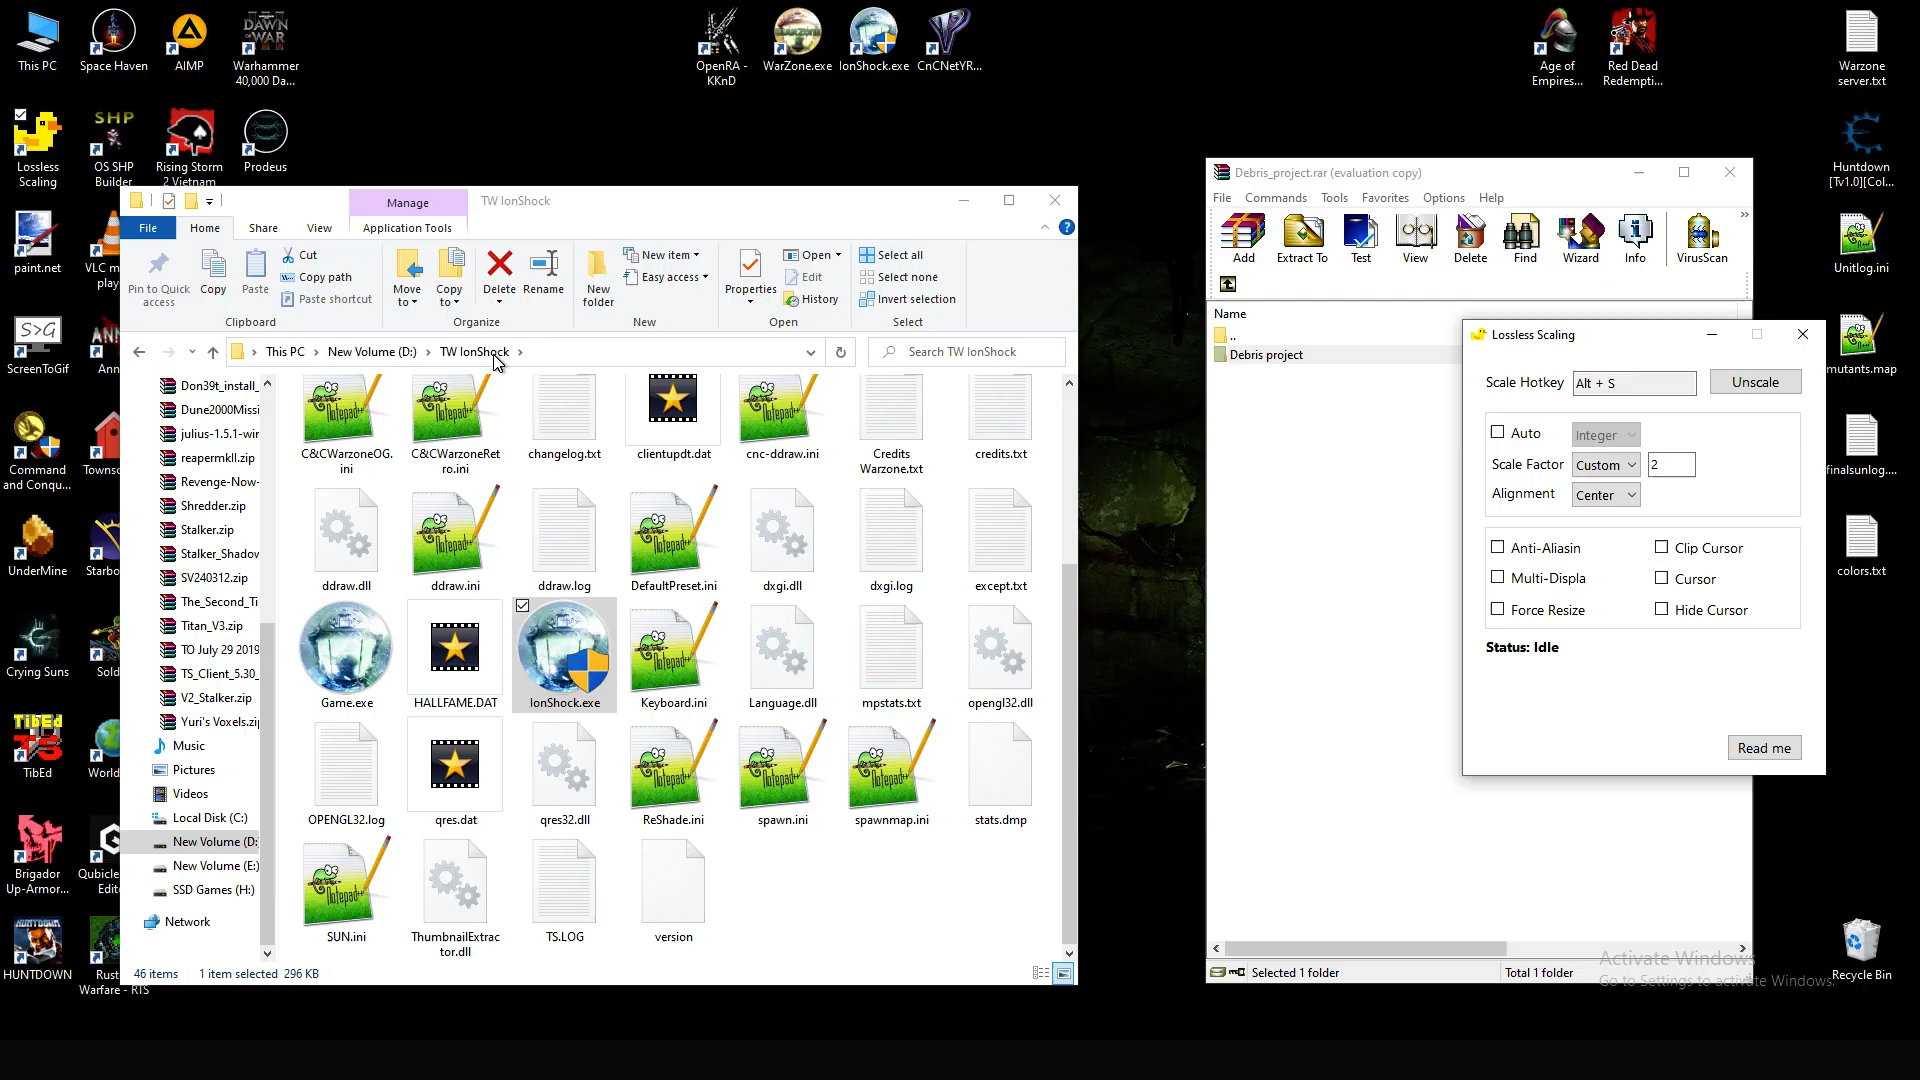 This PC
Space Haven
AIMP
Warhammer
40,000 Da...
OpenRA -
KKnD
WarZone.exe
IonShock.exe
CnCNetYR...
Age of
Empires...
Red Dead
Redempti...
Warzone
server.txt
Lossless
Scaling
OS SHP
Builder
Rising Storm
2 Vietnam
Prodeus
Huntdown
[Tv1.0][Col...
paint.net
VLC m
play
Unitlog.ini
ScreenToGif
Ann
mutants.map
Command
and Conqu...
Towns
finalsunlog....
UnderMine
Starbo
colors.txt
Crying Suns
Sold
TibEd
World
Brigador
Up-Armor...
Qubicle
Edit
HUNTDOWN
Rust
Warfare - RTS
Recycle Bin
Manage
TW IonShock
File
Home
Share
View
Application Tools
Pin to Quick
access
Copy
Paste
Cut
Copy path
Paste shortcut
Clipboard
Move
to
Copy
to
Delete
Rename
Organize
New
folder
New item
Easy access
New
Properties
Open
Edit
History
Open
Select all
Select none
Invert selection
Select
This PC
New Volume (D:)
TW IonShock
Search TW IonShock
Don39t_install_
Dune2000Missi
julius-1.5.1-wir
reapermkII.zip
Revenge-Now-
Shredder.zip
Stalker.zip
Stalker_Shadow
SV240312.zip
The_Second_Ti
Titan_V3.zip
TO July 29 2019
TS_Client_5.30_
V2_Stalker.zip
Yuri's Voxels.zip
Music
Pictures
Videos
Local Disk (C:)
New Volume (D:
New Volume (E:)
SSD Games (H:)
Network
C&CWarzoneOG.
ini
C&CWarzoneRet
ro.ini
changelog.txt
clientupdt.dat
cnc-ddraw.ini
Credits
Warzone.txt
credits.txt
ddraw.dll
ddraw.ini
ddraw.log
DefaultPreset.ini
dxgi.dll
dxgi.log
except.txt
Game.exe
HALLFAME.DAT
IonShock.exe
Keyboard.ini
Language.dll
mpstats.txt
opengl32.dll
OPENGL32.log
qres.dat
qres32.dll
ReShade.ini
spawn.ini
spawnmap.ini
stats.dmp
SUN.ini
ThumbnailExtrac
tor.dll
TS.LOG
version
46 items
1 item selected 296 KB
Debris_project.rar (evaluation copy)
File
Commands
Tools
Favorites
Options
Help
Add
Extract To
Test
View
Delete
Find
Wizard
Info
VirusScan
Name
..
Debris project
Selected 1 folder
Total 1 folder
Lossless Scaling
Scale Hotkey
Alt + S
Unscale
Auto
Integer
Scale Factor
Custom
2
Alignment
Center
Anti-Aliasin
Clip Cursor
Multi-Displa
Cursor
Force Resize
Hide Cursor
Status: Idle
Read me
Activate Windows
Go to Settings to activate Windows.